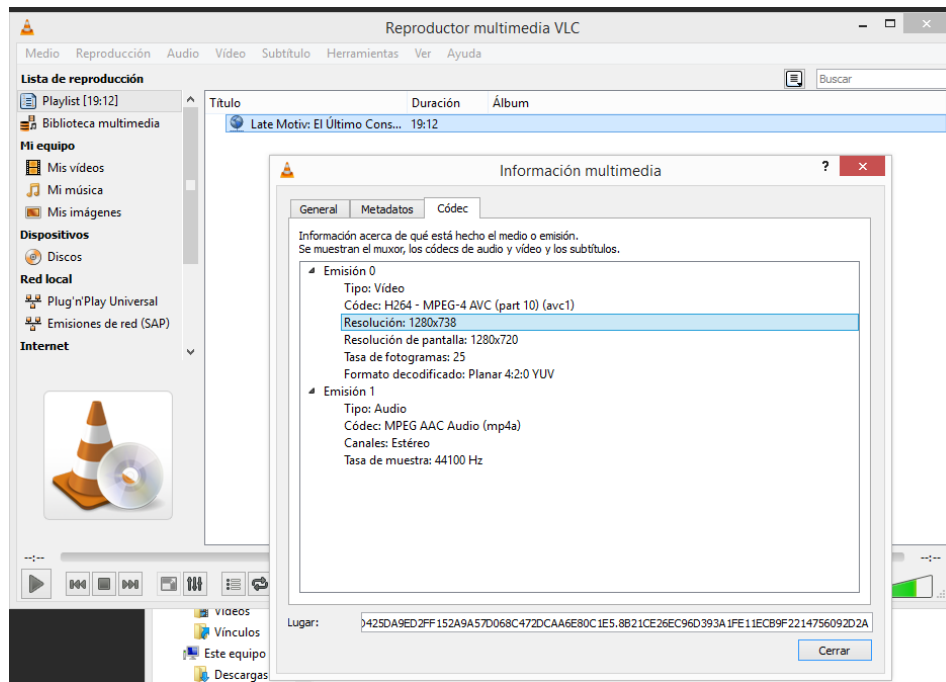 Reproductor multimedia VLC
Medio Reproducción Audio Vídeo Subtítulo Herramientas Ver Ayuda
Lista de reproducción
Buscar
Playlist [19:12]
Título Duración Álbum
Late Motiv: El Último Cons... 19:12
Biblioteca multimedia
Mi equipo
Mis vídeos
Mi música
Mis imágenes
Dispositivos
Discos
Red local
Plug'n'Play Universal
Emisiones de red (SAP)
Internet
Información multimedia
? ×
General Metadatos Códec
Información acerca de qué está hecho el medio o emisión.
Se muestran el muxor, los códecs de audio y vídeo y los subtítulos.
Emisión 0
Tipo: Vídeo
Códec: H264 - MPEG-4 AVC (part 10) (avc1)
Resolución: 1280x738
Resolución de pantalla: 1280x720
Tasa de fotogramas: 25
Formato decodificado: Planar 4:2:0 YUV
Emisión 1
Tipo: Audio
Códec: MPEG AAC Audio (mp4a)
Canales: Estéreo
Tasa de muestra: 44100 Hz
--:--
--:--
Lugar: 0425DA9ED2FF152A9A57D068C472DCAA6E80C1E5.8B21CE26EC96D393A1FE11ECB9F2214756092D2A
Cerrar
Vídeos
Vínculos
Este equipo
Descargas